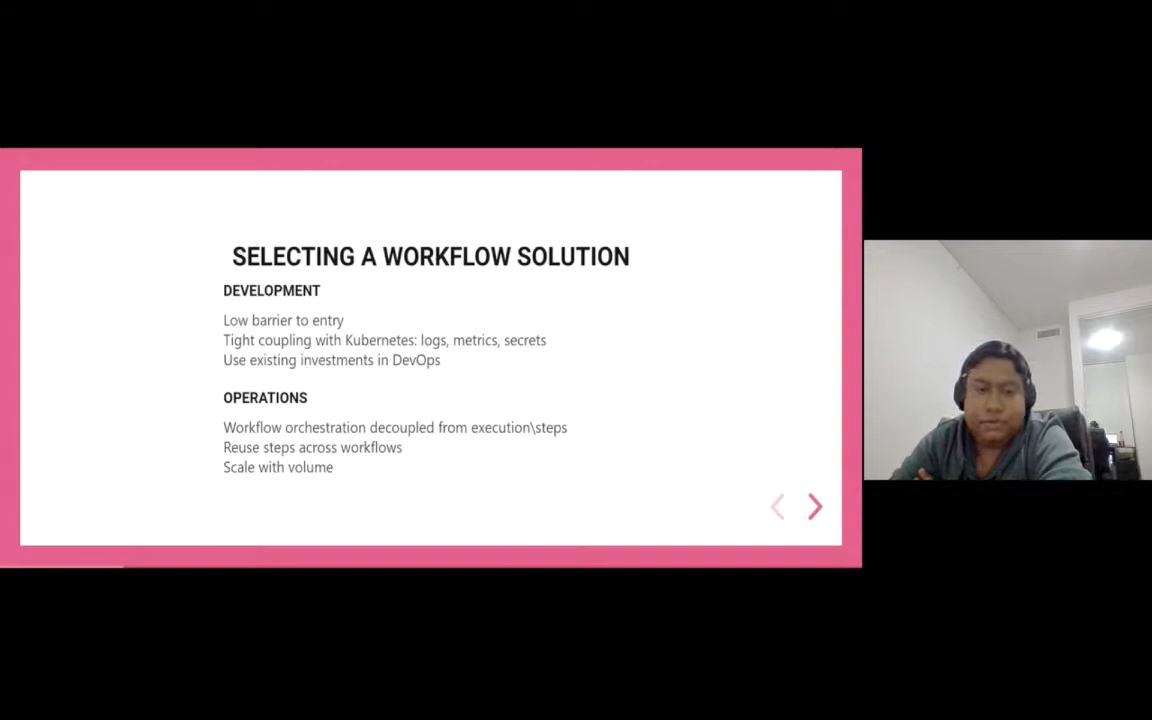 SELECTING A WORKFLOW SOLUTION
DEVELOPMENT
Low barrier to entry
Tight coupling with Kubernetes: logs, metrics, secrets
Use existing investments in DevOps
OPERATIONS
Workflow orchestration decoupled from execution\steps
Reuse steps across workflows
Scale with volume